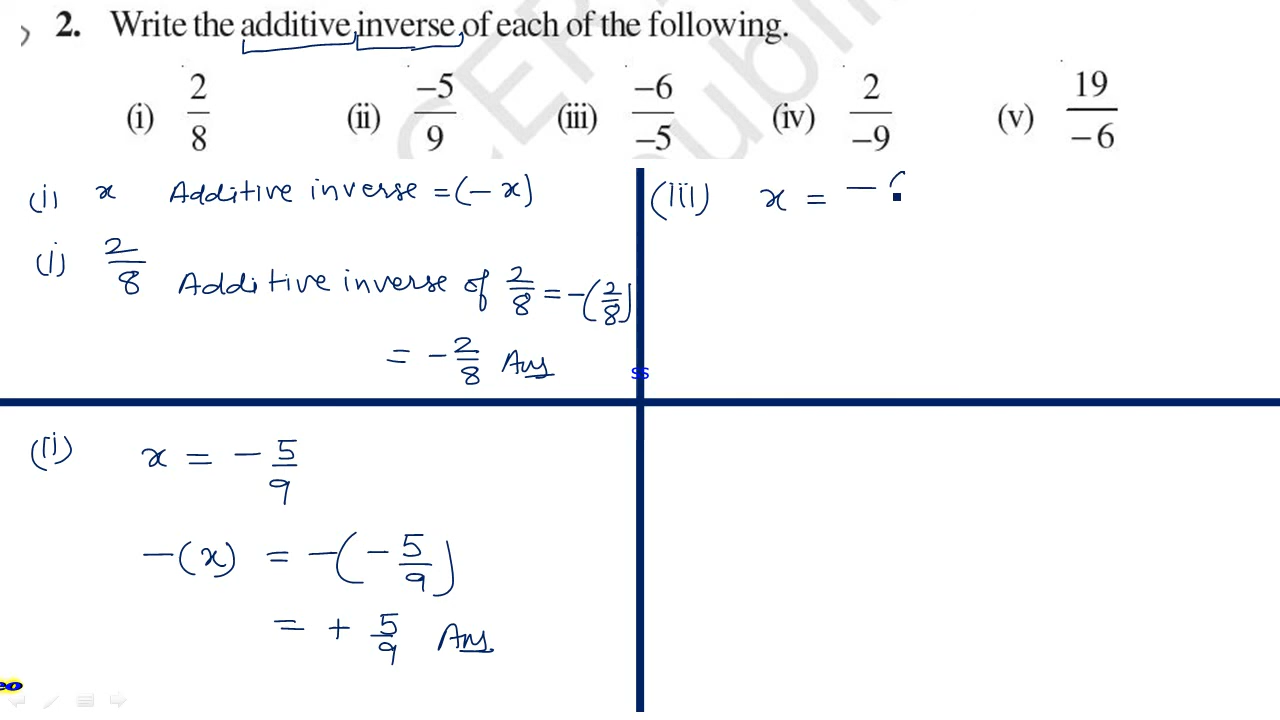 2. Write the additive inverse of each of the following.
(i) 2/8 (ii) -5/9 (iii) -6/-5 (iv) 2/-9 (v) 19/-6
(i) x Additive inverse = (-x)
(i) 2/8 Additive inverse of 2/8 = -(2/8)
= -2/8 Ans
(ii) x = -5/9
-(x) = -(-5/9)
= + 5/9 Ans
(iii) x = -
ss
eo